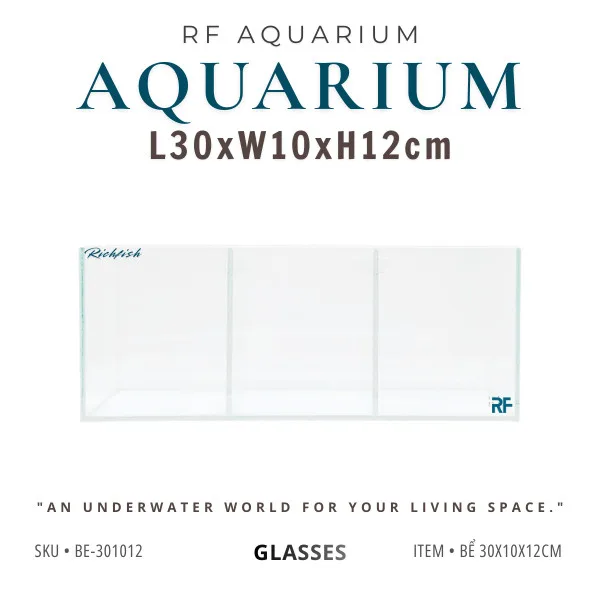 RF AQUARIUM
AQUARIUM
L30xW10xH12cm
Richfish
RF
"AN UNDERWATER WORLD FOR YOUR LIVING SPACE."
SKU • BE-301012
GLASSES
ITEM • BỂ 30X10X12CM